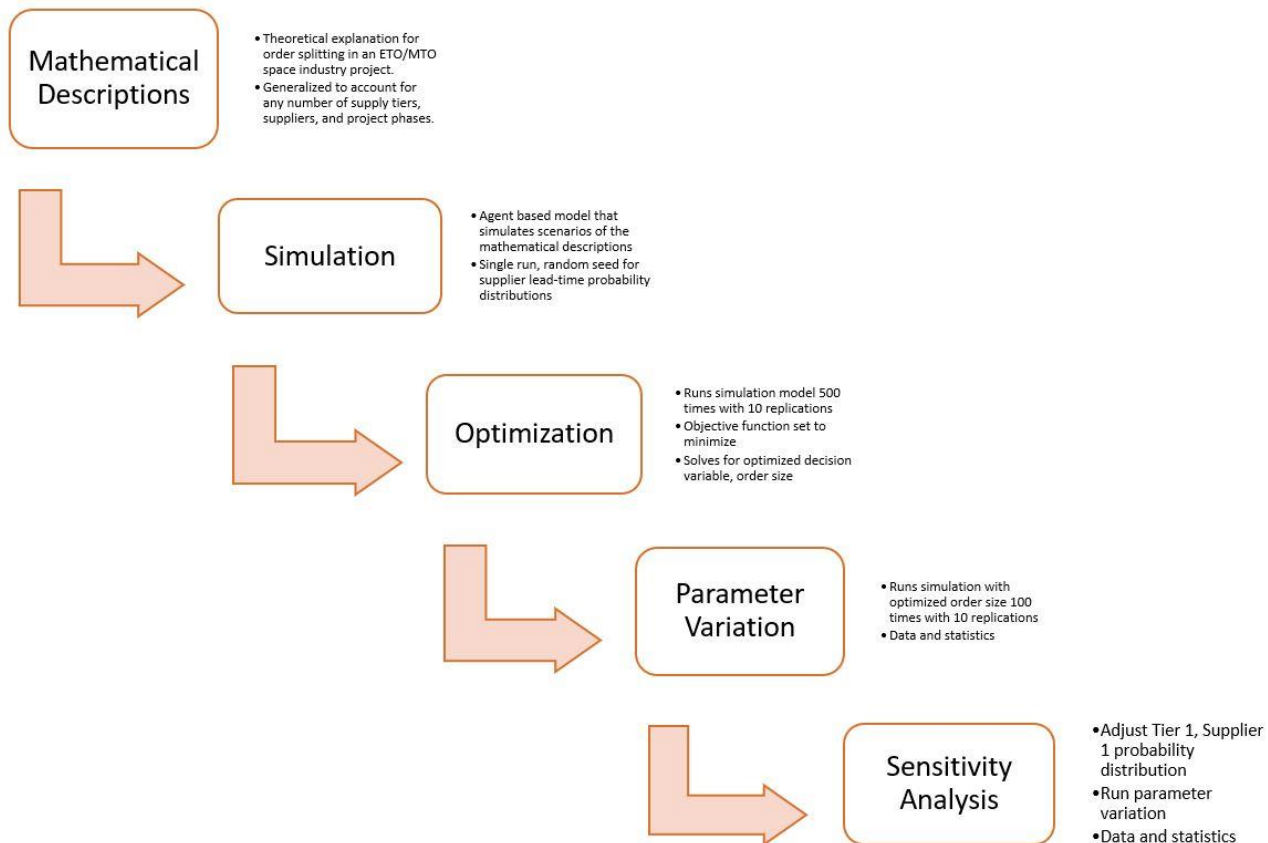 Mathematical
Descriptions
• Theoretical explanation for
order splitting in an ETO/MTO
space industry project.
• Generalized to account for
any number of supply tiers,
suppliers, and project phases.
Simulation
• Agent based model that
simulates scenarios of the
mathematical descriptions
• Single run, random seed for
supplier lead-time probability
distributions
Optimization
• Runs simulation model 500
times with 10 replications
• Objective function set to
minimize
• Solves for optimized decision
variable, order size
Parameter
Variation
• Runs simulation with
optimized order size 100
times with 10 replications
• Data and statistics
Sensitivity
Analysis
•Adjust Tier 1, Supplier
1 probability
distribution
•Run parameter
variation
•Data and statistics